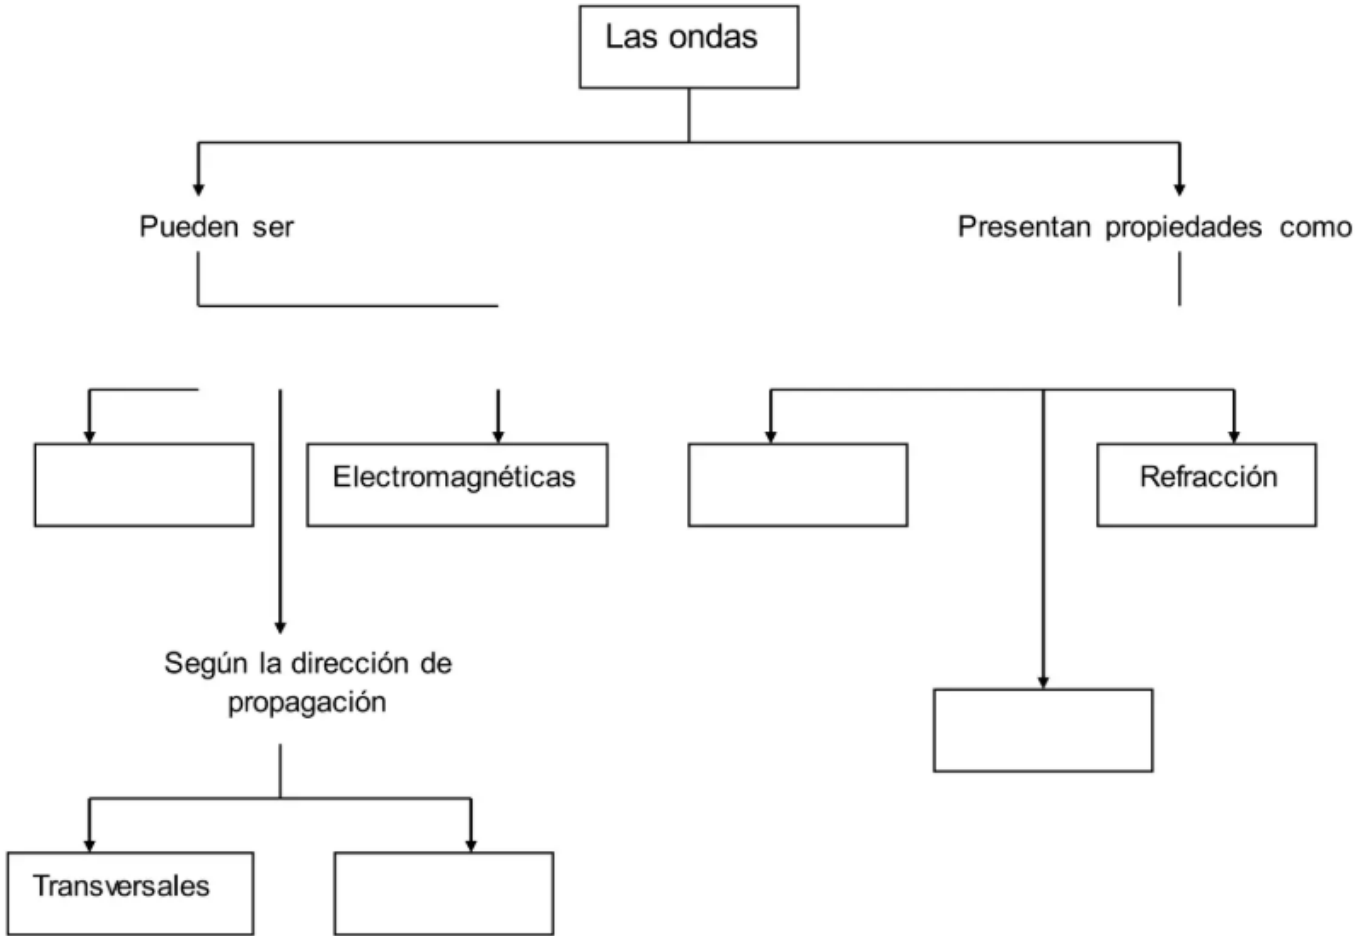 Las ondas
Pueden ser
Presentan propiedades como
Electromagnéticas
Refracción
Según la dirección de
propagación
Transversales